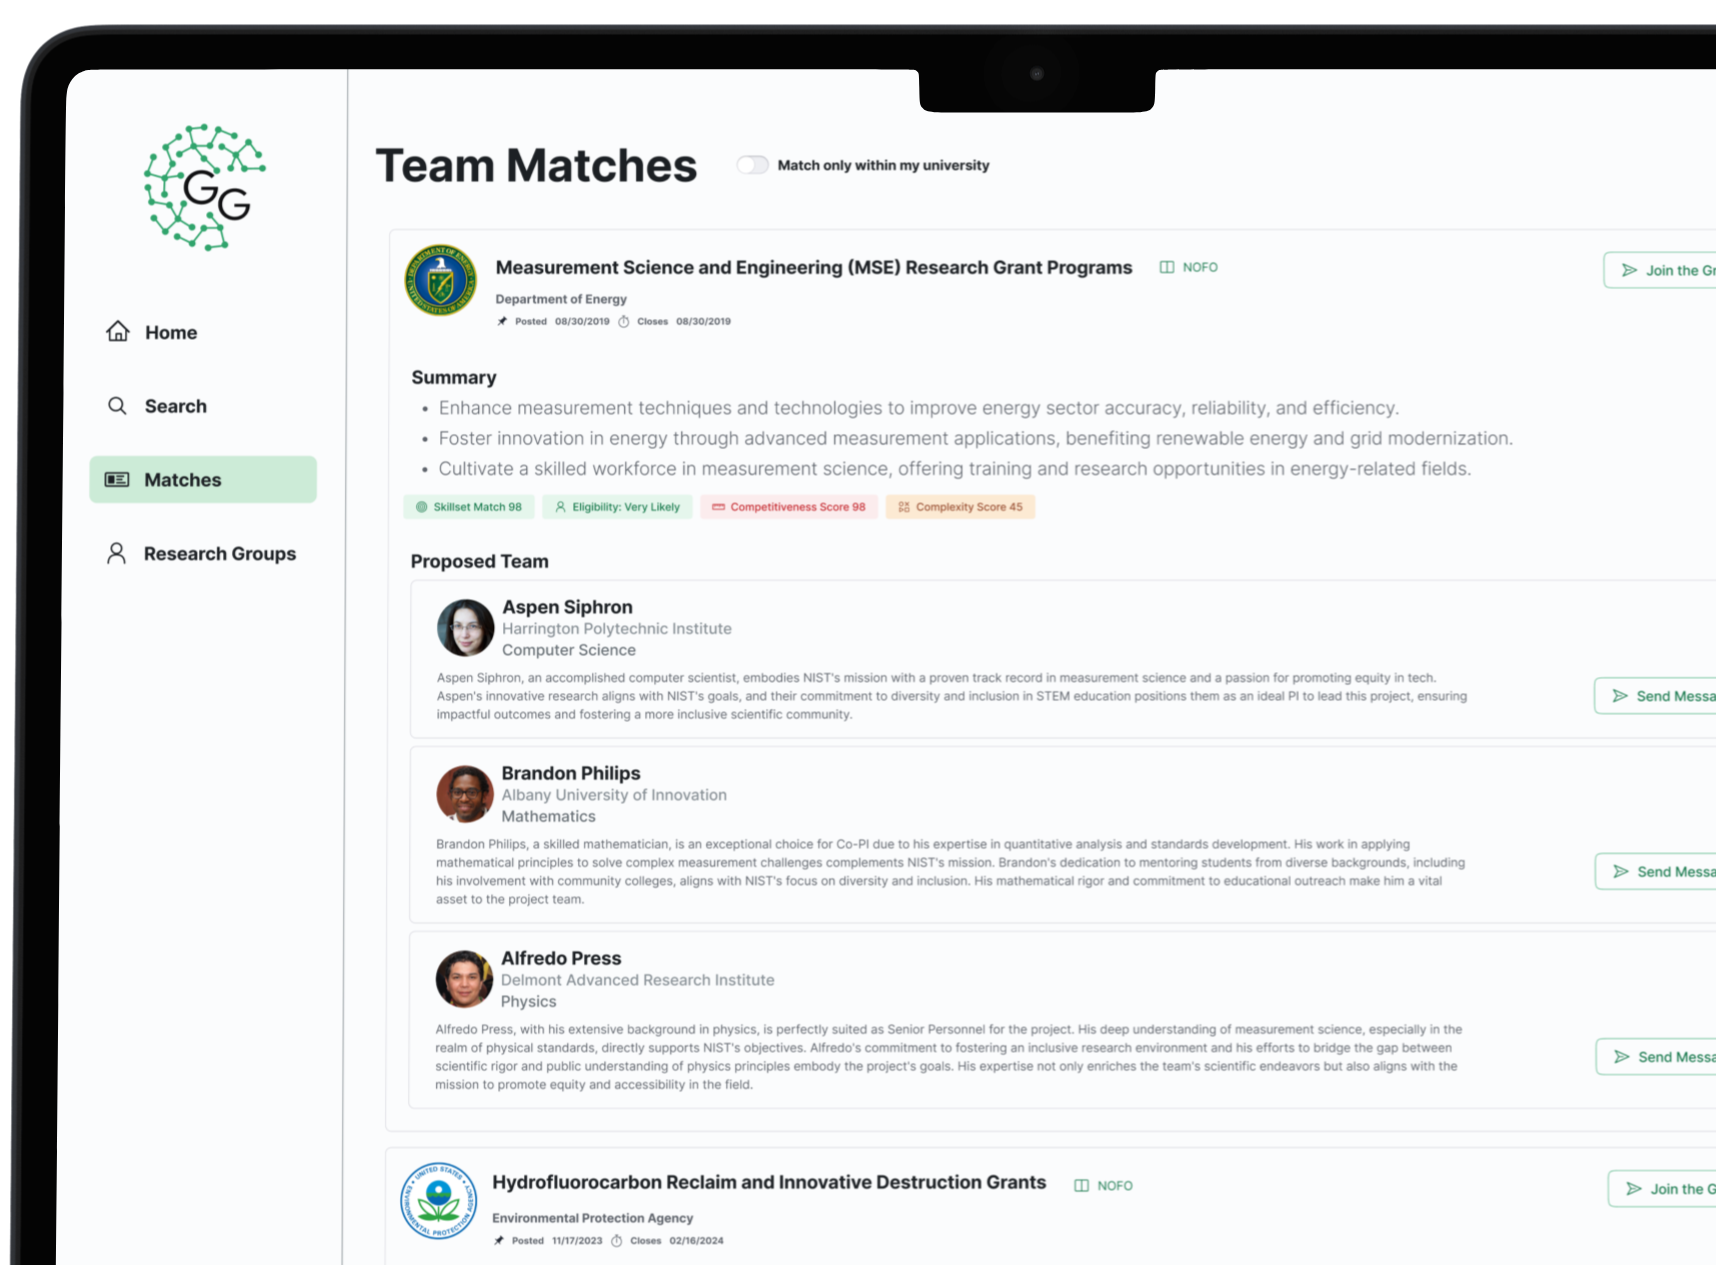 GG
Team Matches
Match only within my university
Home
Search
Matches
Research Groups
Measurement Science and Engineering (MSE) Research Grant Programs
NOFO
Department of Energy
Posted 08/30/2019 Closes 08/30/2019
Join the Gr
Summary
• Enhance measurement techniques and technologies to improve energy sector accuracy, reliability, and efficiency.
• Foster innovation in energy through advanced measurement applications, benefiting renewable energy and grid modernization.
• Cultivate a skilled workforce in measurement science, offering training and research opportunities in energy-related fields.
Skillset Match 98
Eligibility: Very Likely
Competitiveness Score 98
Complexity Score 45
Proposed Team
Aspen Siphron
Harrington Polytechnic Institute
Computer Science
Aspen Siphron, an accomplished computer scientist, embodies NIST's mission with a proven track record in measurement science and a passion for promoting equity in tech.
Aspen's innovative research aligns with NIST's goals, and their commitment to diversity and inclusion in STEM education positions them as an ideal PI to lead this project, ensuring
impactful outcomes and fostering a more inclusive scientific community.
Send Messa
Brandon Philips
Albany University of Innovation
Mathematics
Brandon Philips, a skilled mathematician, is an exceptional choice for Co-PI due to his expertise in quantitative analysis and standards development. His work in applying
mathematical principles to solve complex measurement challenges complements NIST's mission. Brandon's dedication to mentoring students from diverse backgrounds, including
his involvement with community colleges, aligns with NIST's focus on diversity and inclusion. His mathematical rigor and commitment to educational outreach make him a vital
asset to the project team.
Send Messa
Alfredo Press
Delmont Advanced Research Institute
Physics
Alfredo Press, with his extensive background in physics, is perfectly suited as Senior Personnel for the project. His deep understanding of measurement science, especially in the
realm of physical standards, directly supports NIST's objectives. Alfredo's commitment to fostering an inclusive research environment and his efforts to bridge the gap between
scientific rigor and public understanding of physics principles embody the project's goals. His expertise not only enriches the team's scientific endeavors but also aligns with the
mission to promote equity and accessibility in the field.
Send Messa
UNITED STATES
ENVIRONMENTAL PROTECTION AGENCY
Hydrofluorocarbon Reclaim and Innovative Destruction Grants
NOFO
Environmental Protection Agency
Posted 11/17/2023 Closes 02/16/2024
Join the G